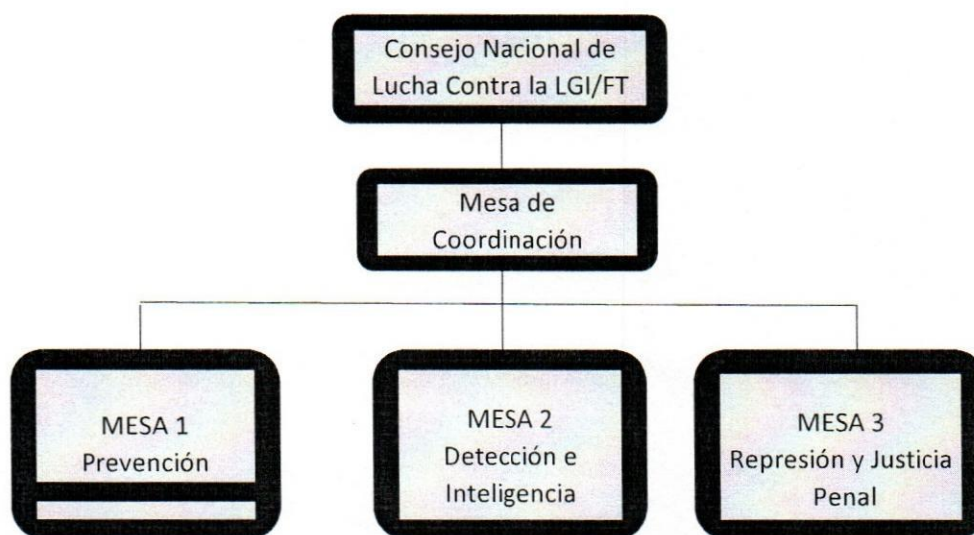 Consejo Nacional de
Lucha Contra la LGI/FT
Mesa de
Coordinación
MESA 1
Prevención
MESA 2
Detección e
Inteligencia
MESA 3
Represión y Justicia
Penal